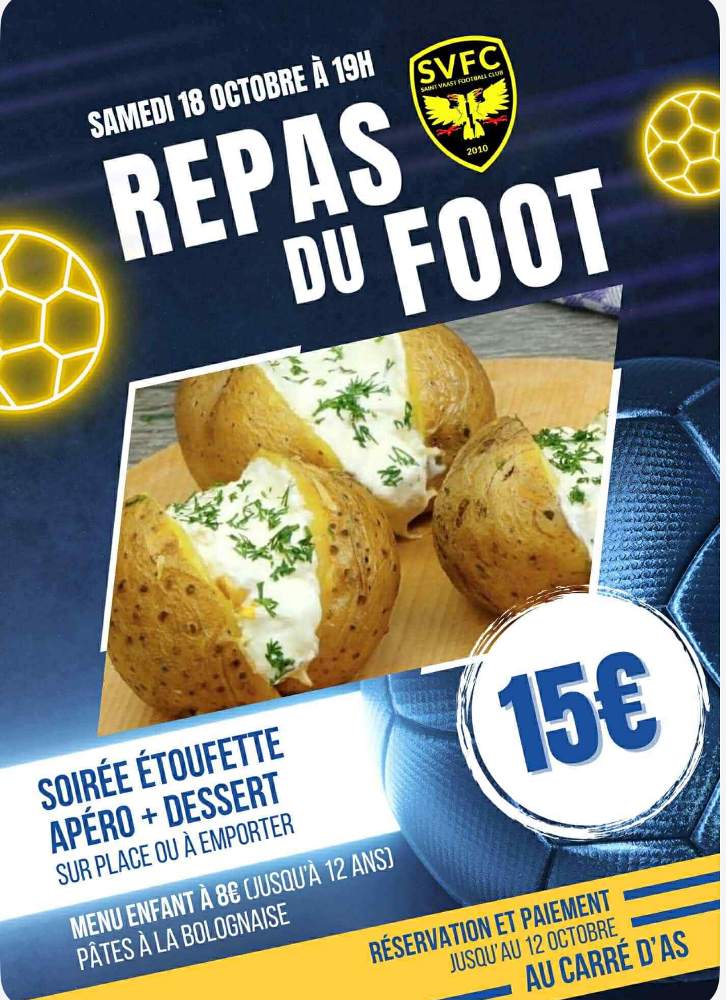 SAMEDI 18 OCTOBRE À 19H
SVFC
SAINT VAAST FOOTBALL CLUB
2010
REPAS
DU FOOT
15€
SOIRÉE ÉTOUFETTE
APÉRO + DESSERT
SUR PLACE OU À EMPORTER
MENU ENFANT À 8€ (JUSQU'À 12 ANS)
PÂTES À LA BOLOGNAISE
RÉSERVATION ET PAIEMENT
JUSQU'AU 12 OCTOBRE
AU CARRÉ D'AS